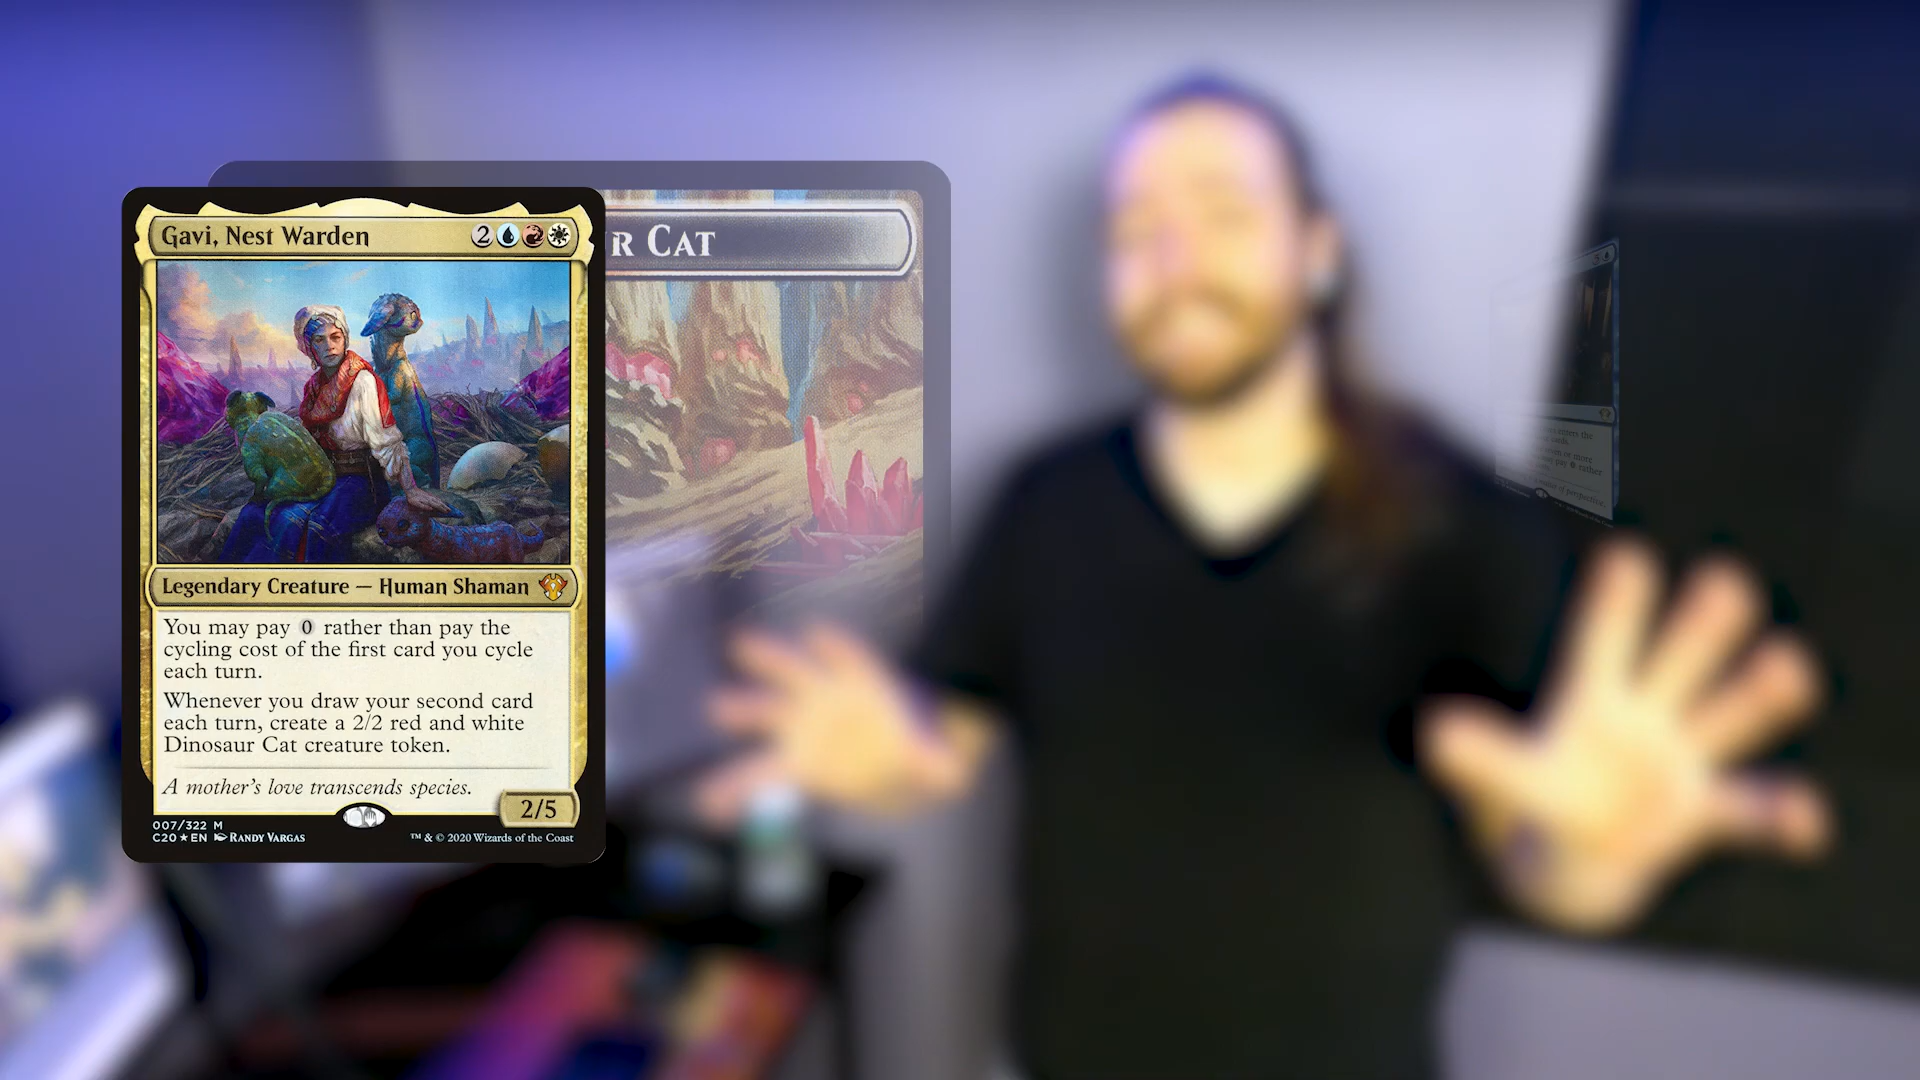 Gavi, Nest Warden
2
R CAT
Legendary Creature — Human Shaman
You may pay 0 rather than pay the
cycling cost of the first card you cycle
each turn.
Whenever you draw your second card
each turn, create a 2/2 red and white
Dinosaur Cat creature token.
A mother's love transcends species.
2/5
007/322 M
C20★EN RANDY VARGAS
™ & © 2020 Wizards of the Coast